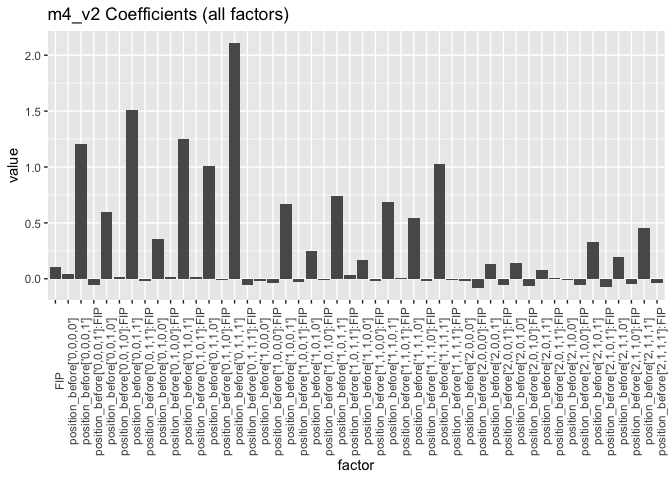 m4_v2 Coefficients (all factors)
value
2.0
1.5
1.0
0.5
0.0
FIP
position_before['0,0,0,0']
position_before['0,0,0,1']
position_before['0,0,0,1']:FIP
position_before['0,0,1,0']
position_before['0,0,1,0']:FIP
position_before['0,0,1,1']
position_before['0,0,1,1']:FIP
position_before['0,1,0,0']
position_before['0,1,0,0']:FIP
position_before['0,1,0,1']
position_before['0,1,0,1']:FIP
position_before['0,1,1,0']
position_before['0,1,1,0']:FIP
position_before['0,1,1,1']
position_before['0,1,1,1']:FIP
position_before['1,0,0,0']
position_before['1,0,0,0']:FIP
position_before['1,0,0,1']
position_before['1,0,0,1']:FIP
position_before['1,0,1,0']
position_before['1,0,1,0']:FIP
position_before['1,0,1,1']
position_before['1,0,1,1']:FIP
position_before['1,1,0,0']
position_before['1,1,0,0']:FIP
position_before['1,1,0,1']
position_before['1,1,0,1']:FIP
position_before['1,1,1,0']
position_before['1,1,1,0']:FIP
position_before['1,1,1,1']
position_before['1,1,1,1']:FIP
position_before['2,0,0,0']
position_before['2,0,0,0']:FIP
position_before['2,0,0,1']
position_before['2,0,0,1']:FIP
position_before['2,0,1,0']
position_before['2,0,1,0']:FIP
position_before['2,0,1,1']
position_before['2,0,1,1']:FIP
position_before['2,1,0,0']
position_before['2,1,0,0']:FIP
position_before['2,1,0,1']
position_before['2,1,0,1']:FIP
position_before['2,1,1,0']
position_before['2,1,1,0']:FIP
position_before['2,1,1,1']
position_before['2,1,1,1']:FIP
factor